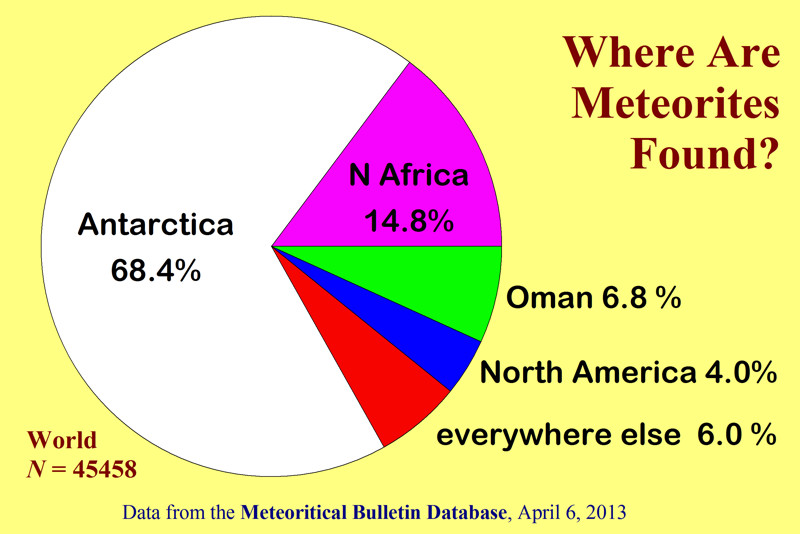 Where Are
Meteorites
Found?
N Africa
14.8%
Antarctica
68.4%
Oman 6.8 %
North America 4.0%
everywhere else  6.0 %
World
N = 45458
Data from the Meteoritical Bulletin Database, April 6, 2013